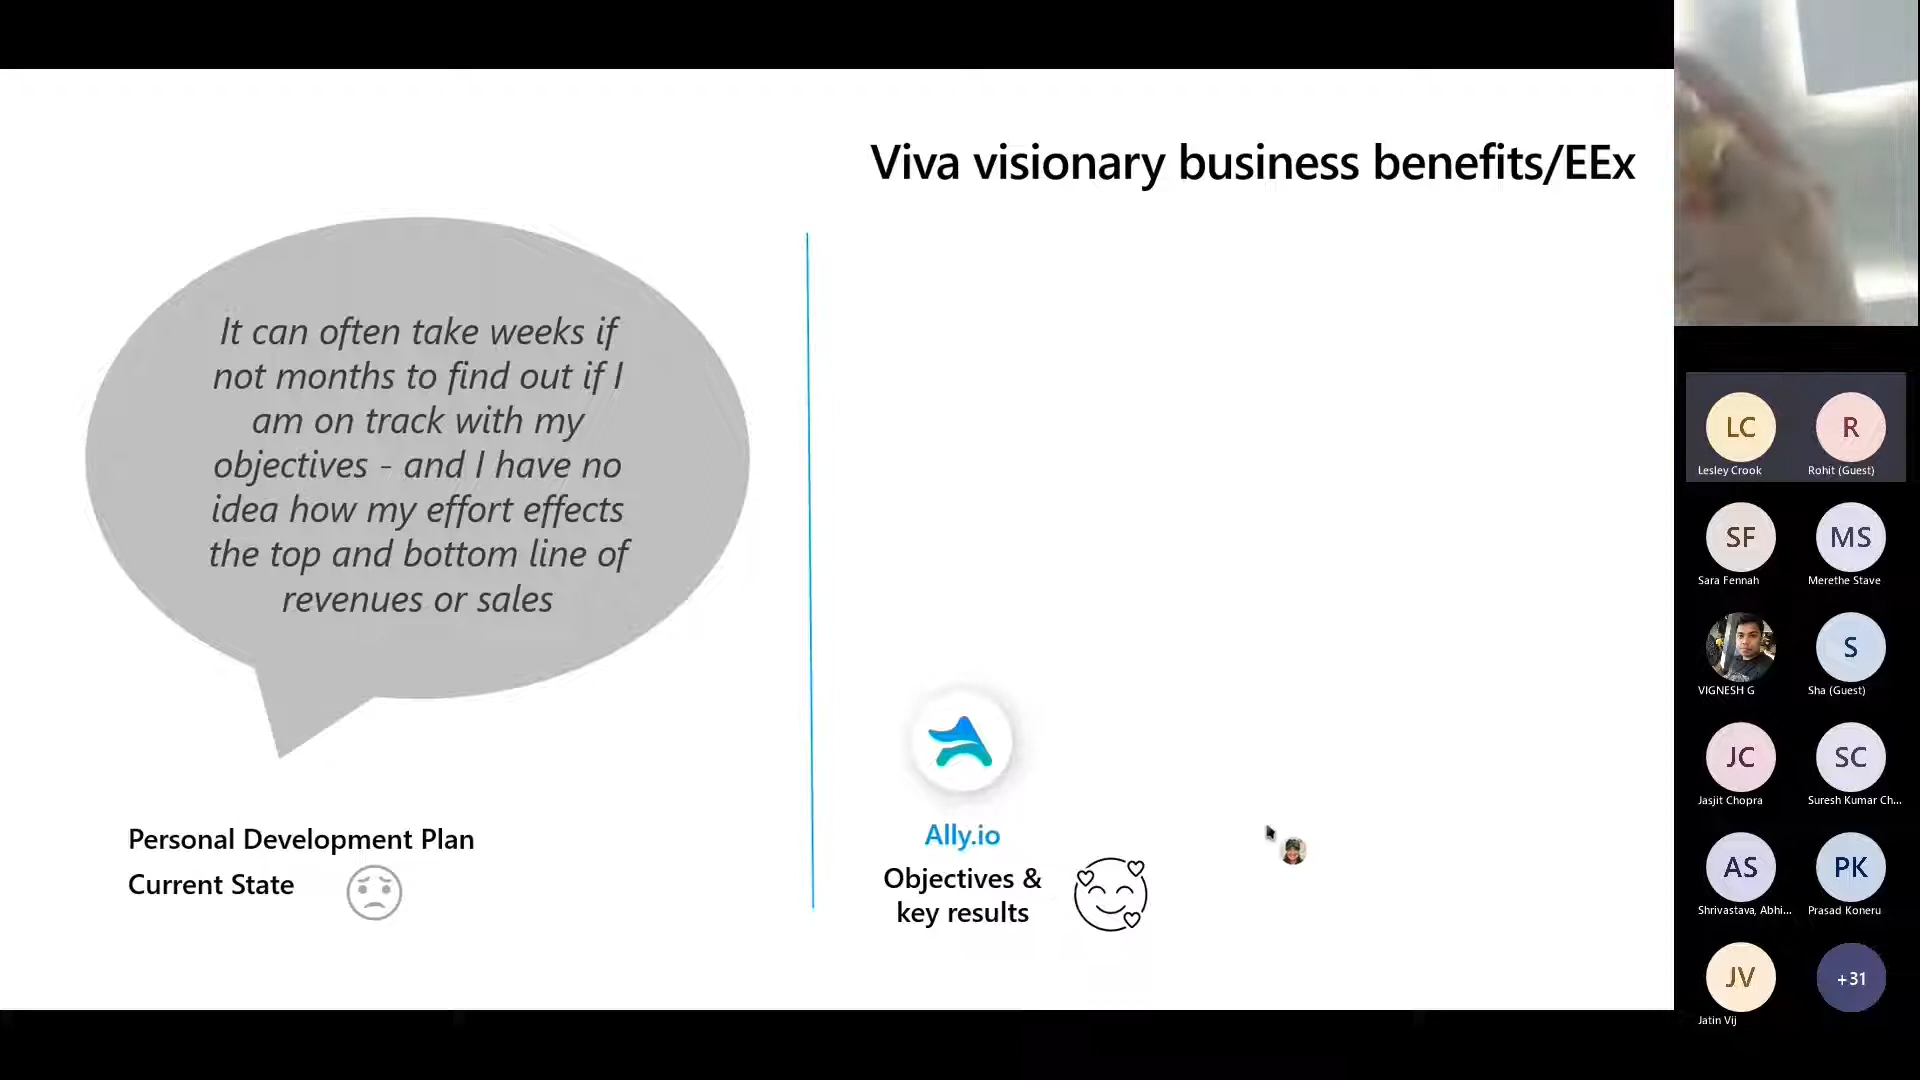 Viva visionary business benefits/EEx
It can often take weeks if
not months to find out if I
am on track with my
objectives - and I have no
idea how my effort effects
the top and bottom line of
revenues or sales
Personal Development Plan
Current State
Ally.io
Objectives &
key results
LC
Lesley Crook
R
Rohit (Guest)
SF
Sara Fennah
MS
Merethe Stave
VIGNESH G
S
Sha (Guest)
JC
Jasjit Chopra
SC
Suresh Kumar Ch...
AS
Shrivastava, Abhi...
PK
Prasad Koneru
JV
Jatin Vij
+31